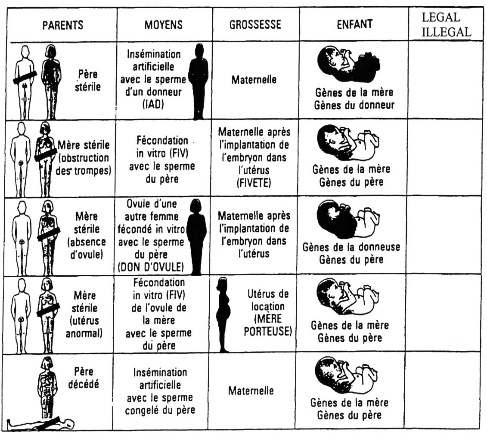 PARENTS
MOYENS
GROSSESSE
ENFANT
LEGAL
ILLEGAL
Père
stérile
Insémination
artificielle
avec le sperme
d'un donneur
(IAD)
Maternelle
Gènes de la mère
Gènes du donneur
Mère stérile
(obstruction
des trompes)
Fécondation
in vitro (FIV)
avec le sperme
du père
Maternelle après
l'implantation de
l'embryon dans
l'utérus
(FIVETE)
Gènes de la mère
Gènes du père
Mère
stérile
(absence
d'ovule)
Ovule d'une
autre femme
fécondé in vitro
avec le sperme
du père
(DON D'OVULE)
Maternelle après
l'implantation de
l'embryon dans
l'utérus
Gènes de la donneuse
Gènes du père
Mère
stérile
(utérus
anormal)
Fécondation
in vitro (FIV)
de l'ovule de
la mère
avec le sperme
du père
Utérus de
location
(MÈRE
PORTEUSE)
Gènes de la mère
Gènes du père
Père
décédé
Insémination
artificielle
avec le sperme
congelé du père
Maternelle
Gènes de la mère
Gènes du père